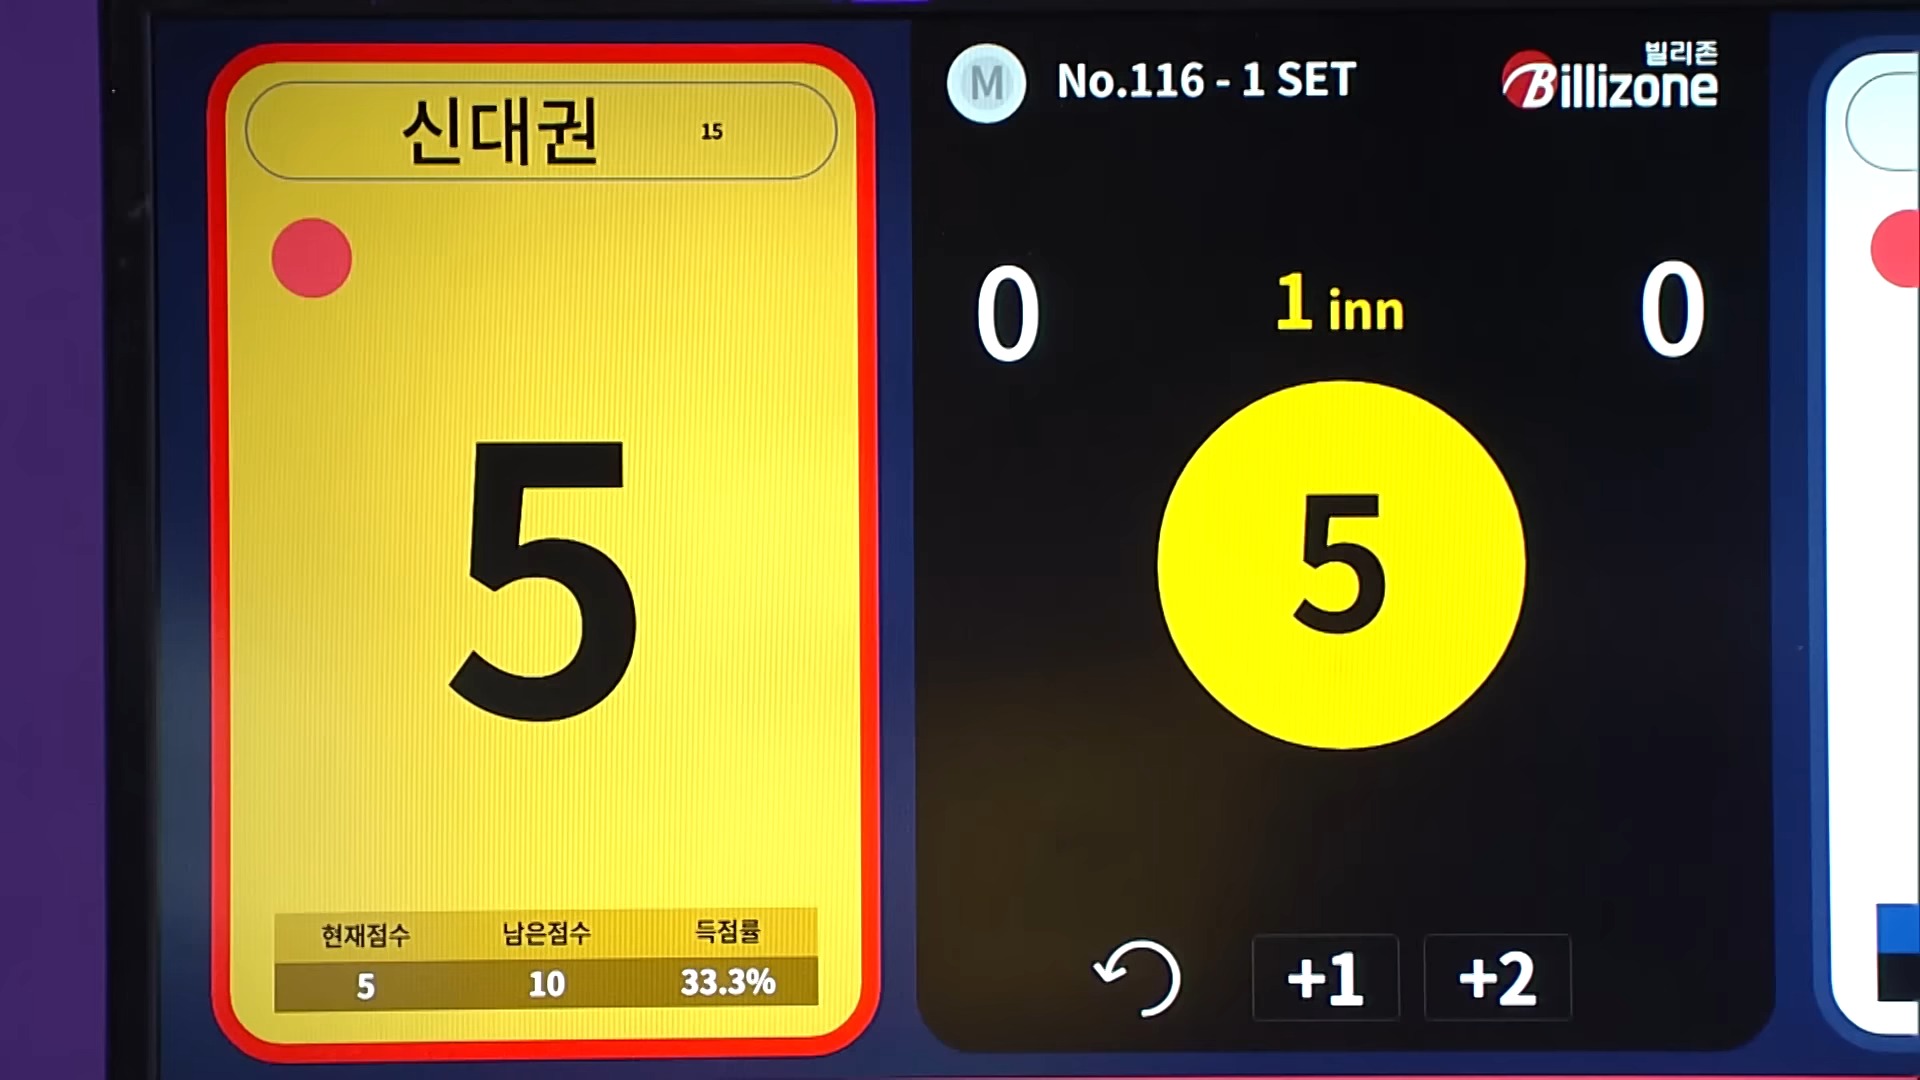 신대권 15
5
현재점수 남은점수 득점률
5 10 33.3%
M No.116 - 1 SET
빌리존
Billizone
0 1 inn 0
5
+1 +2